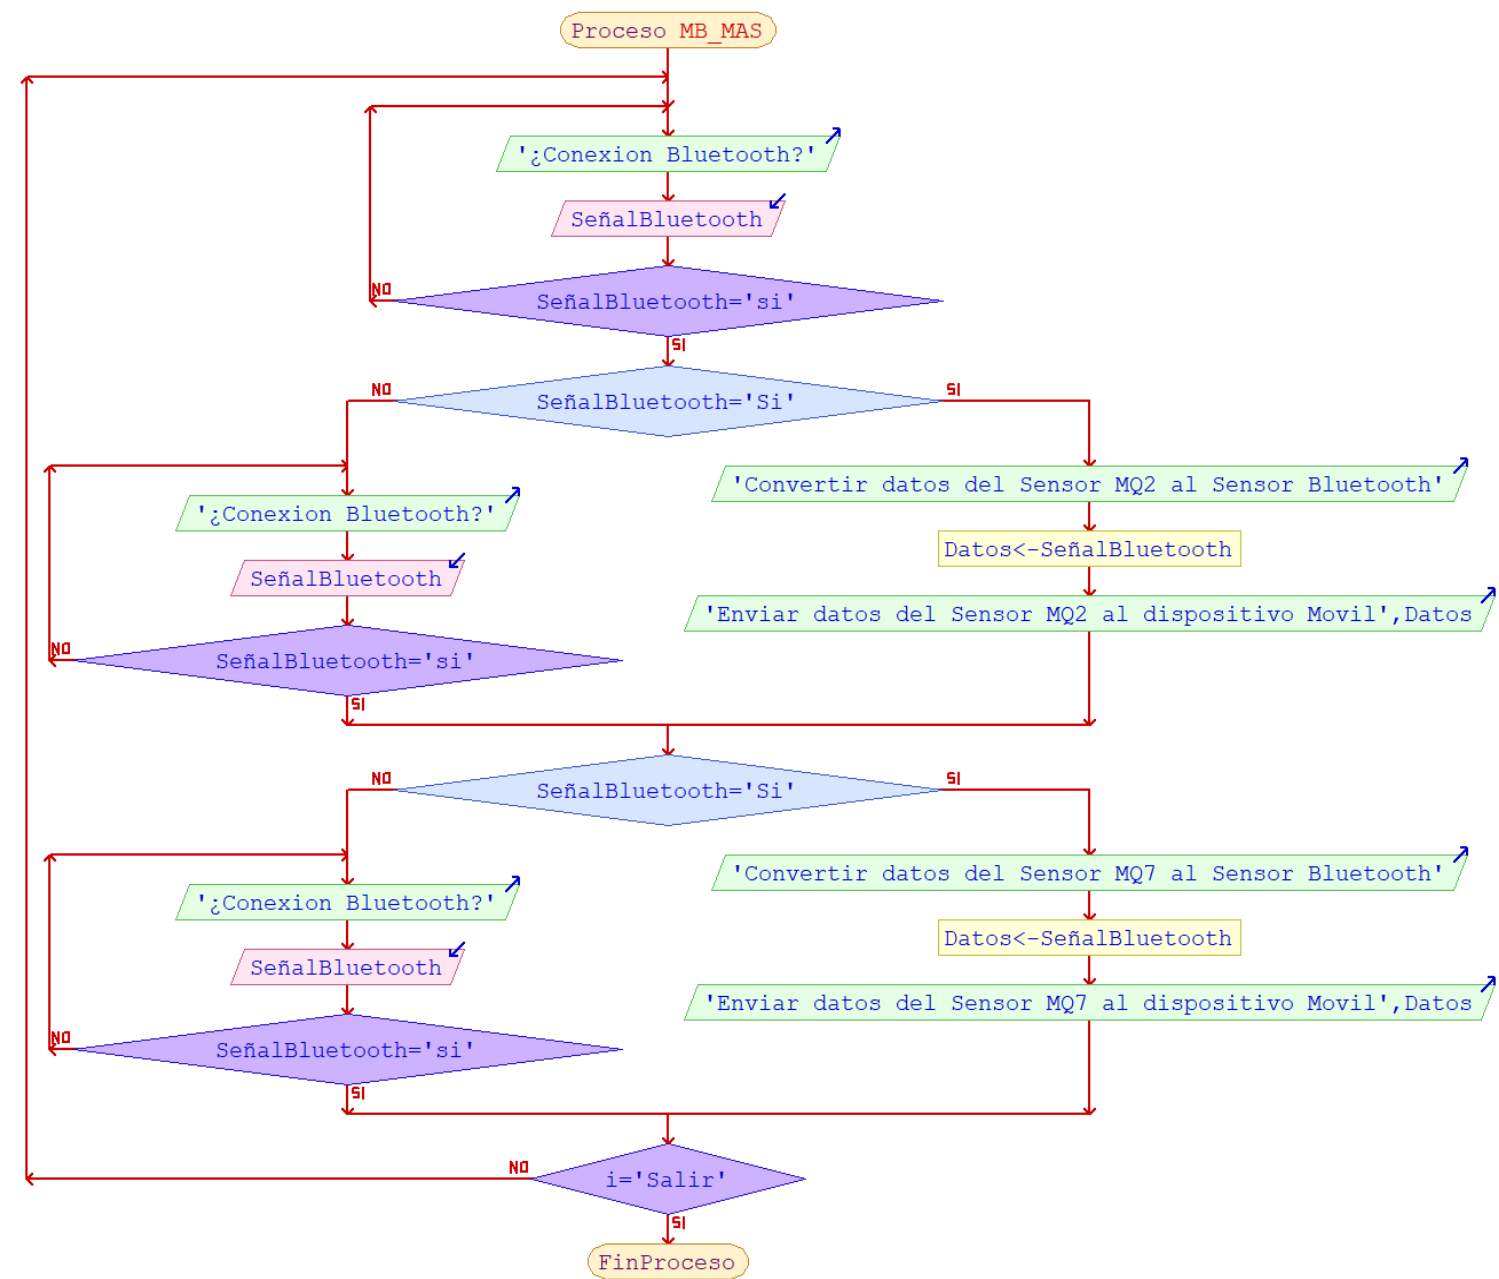 Proceso MB_MAS
'¿Conexion Bluetooth?'
SeñalBluetooth
NO
SeñalBluetooth='si'
SI
NO
SeñalBluetooth='Si'
SI
'¿Conexion Bluetooth?'
SeñalBluetooth
NO
SeñalBluetooth='si'
SI
'Convertir datos del Sensor MQ2 al Sensor Bluetooth'
Datos<-SeñalBluetooth
'Enviar datos del Sensor MQ2 al dispositivo Movil',Datos
NO
SeñalBluetooth='Si'
SI
'¿Conexion Bluetooth?'
SeñalBluetooth
NO
SeñalBluetooth='si'
SI
'Convertir datos del Sensor MQ7 al Sensor Bluetooth'
Datos<-SeñalBluetooth
'Enviar datos del Sensor MQ7 al dispositivo Movil',Datos
NO
i='Salir'
SI
FinProceso